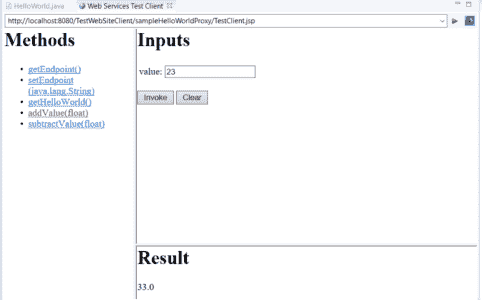 HelloWorld.java
Web Services Test Client
http://localhost:8080/TestWebSiteClient/sampleHelloWorldProxy/TestClient.jsp
Methods
getEndpoint()
setEndpoint
(java.lang.String)
getHelloWorld()
addValue(float)
subtractValue(float)
Inputs
value: 23
Invoke Clear
Result
33.0